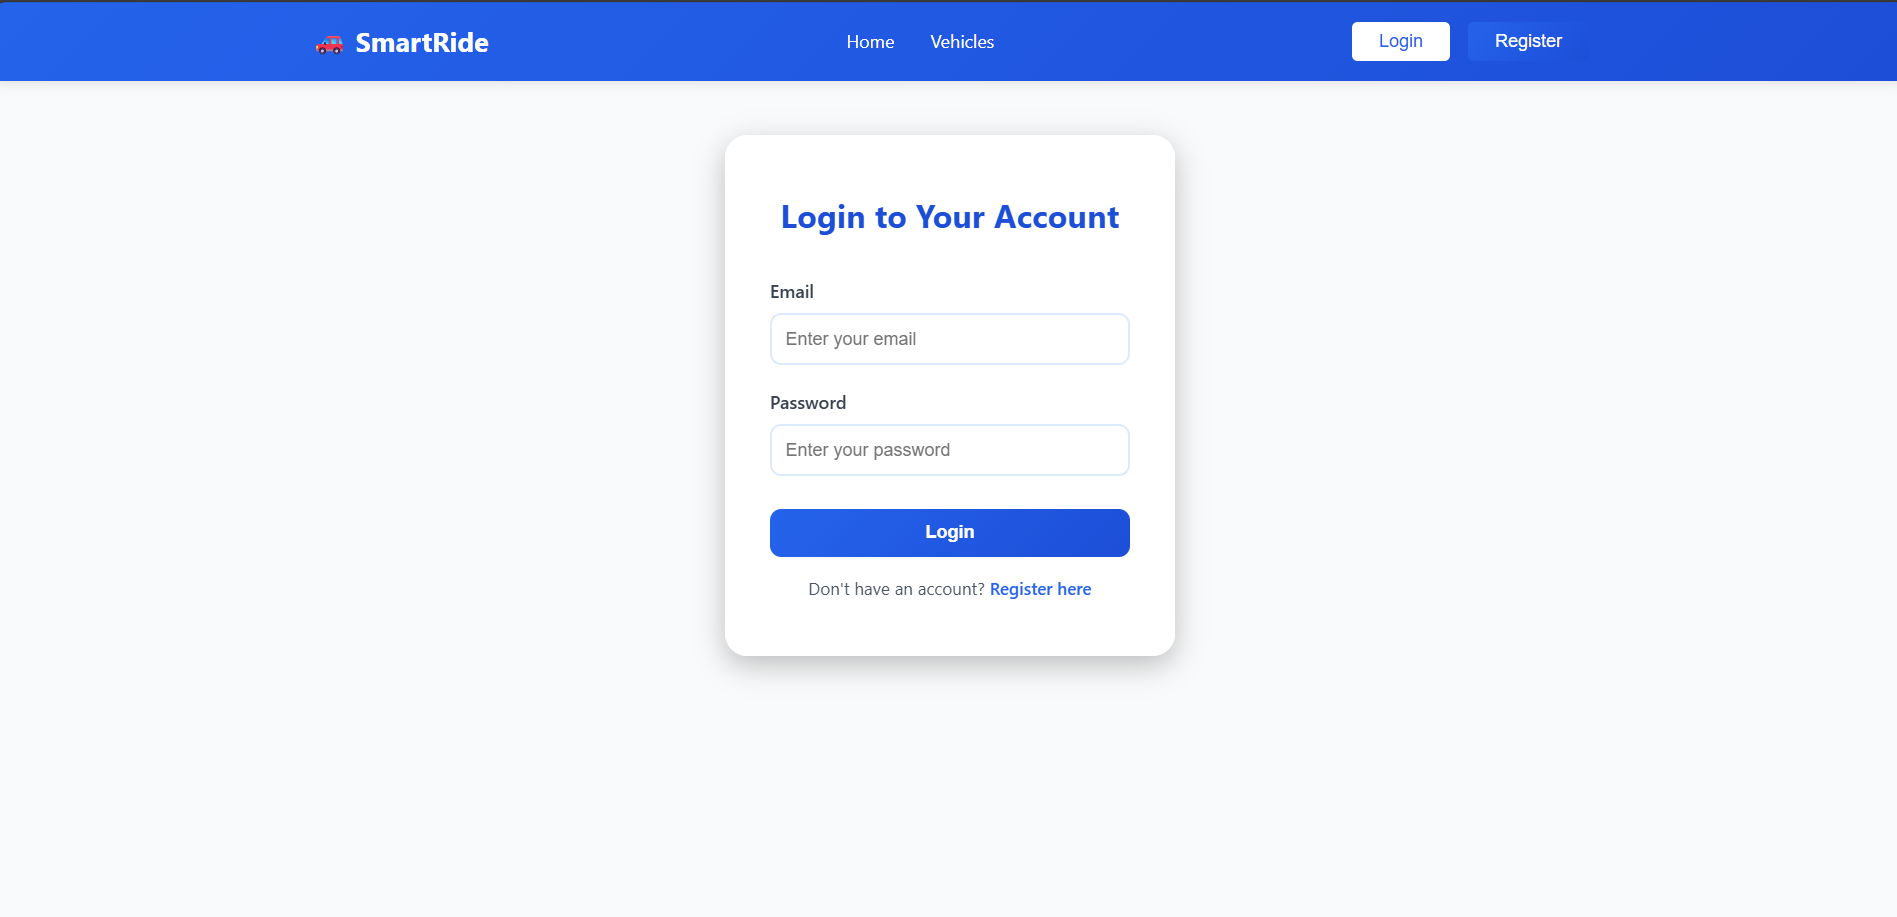 SmartRide
Home
Vehicles
Login
Register
Login to Your Account
Email
Enter your email
Password
Enter your password
Login
Don't have an account? Register here